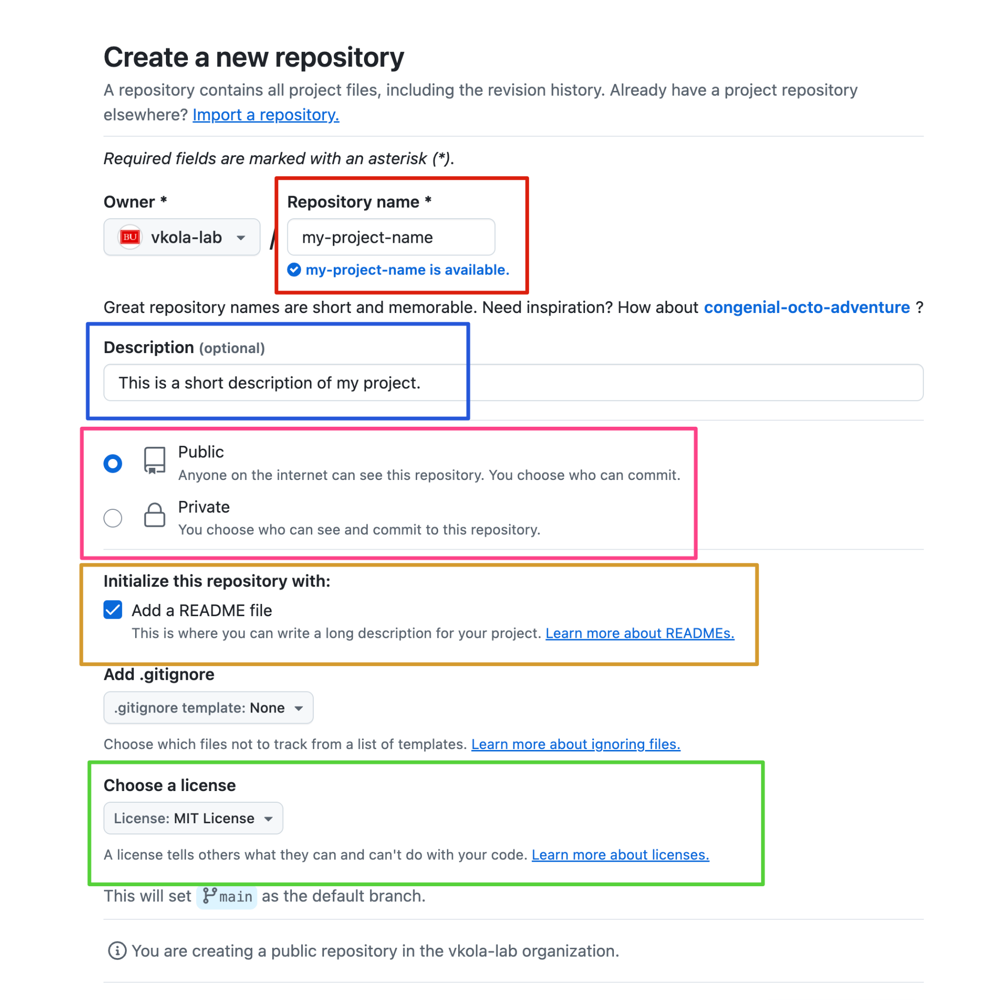 Create a new repository
A repository contains all project files, including the revision history. Already have a project repository
elsewhere? Import a repository.
Required fields are marked with an asterisk (*).
Owner *
Repository name *
BU vkola-lab / my-project-name
my-project-name is available.
Great repository names are short and memorable. Need inspiration? How about congenial-octo-adventure ?
Description (optional)
This is a short description of my project.
Public
Anyone on the internet can see this repository. You choose who can commit.
Private
You choose who can see and commit to this repository.
Initialize this repository with:
Add a README file
This is where you can write a long description for your project. Learn more about READMEs.
Add .gitignore
.gitignore template: None
Choose which files not to track from a list of templates. Learn more about ignoring files.
Choose a license
License: MIT License
A license tells others what they can and can't do with your code. Learn more about licenses.
This will set main as the default branch.
You are creating a public repository in the vkola-lab organization.